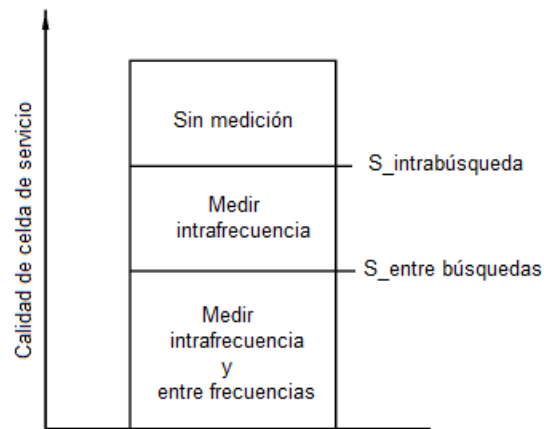 Calidad de celda de servicio
Sin medición
S_intrabúsqueda
Medir
intrafrecuencia
S_entre búsquedas
Medir
intrafrecuencia
y
entre frecuencias